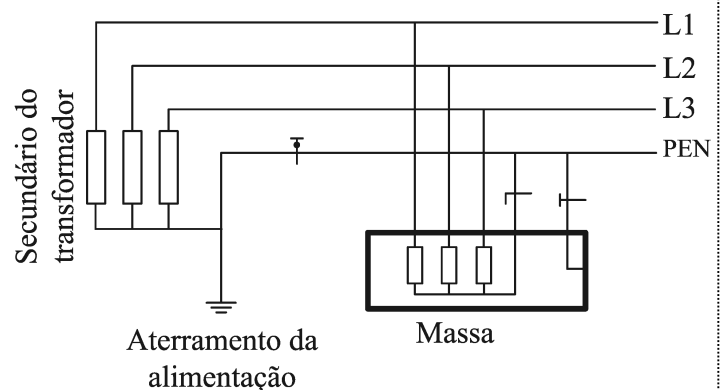 L1
L2
L3
PEN
Secundário do
transformador
Aterramento da
alimentação
Massa